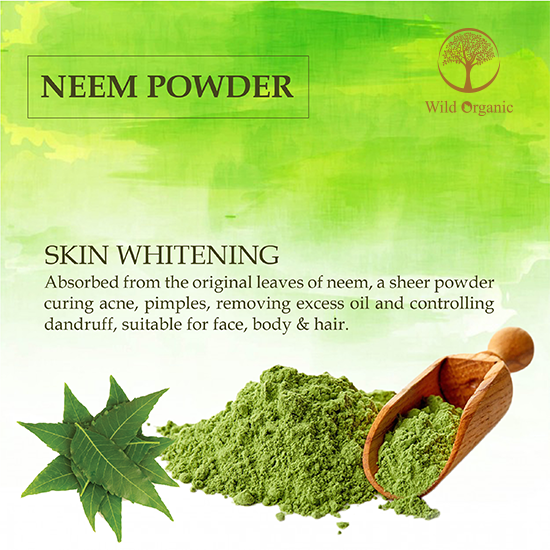 NEEM POWDER
Wild Organic
SKIN WHITENING
Absorbed from the original leaves of neem, a sheer powder
curing acne, pimples, removing excess oil and controlling
dandruff, suitable for face, body & hair.